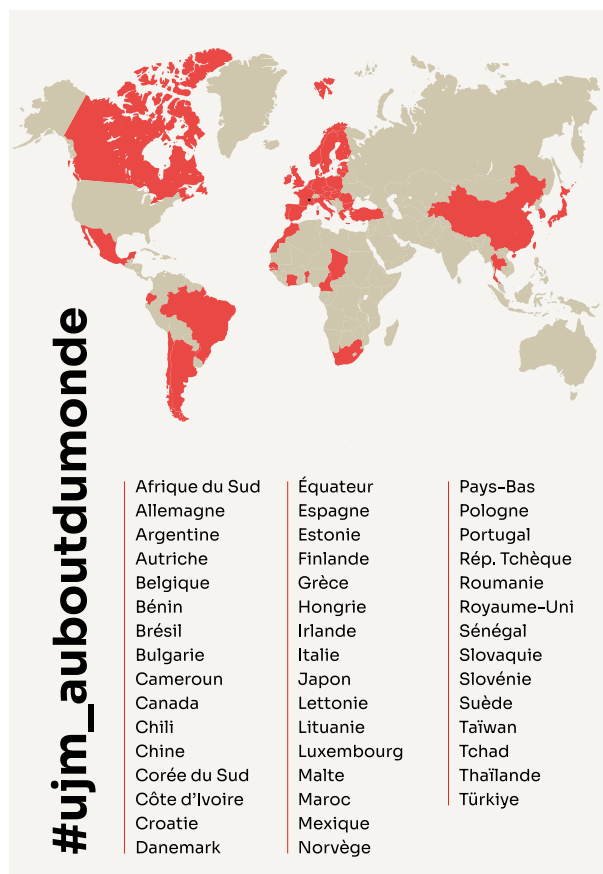 #ujm_auboutdumonde
Afrique du Sud
Allemagne
Argentine
Autriche
Belgique
Bénin
Brésil
Bulgarie
Cameroun
Canada
Chili
Chine
Corée du Sud
Côte d'Ivoire
Croatie
Danemark
Équateur
Espagne
Estonie
Finlande
Grèce
Hongrie
Irlande
Italie
Japon
Lettonie
Lituanie
Luxembourg
Malte
Maroc
Mexique
Norvège
Pays-Bas
Pologne
Portugal
Rép. Tchèque
Roumanie
Royaume-Uni
Sénégal
Slovaquie
Slovénie
Suède
Taïwan
Tchad
Thaïlande
Türkiye